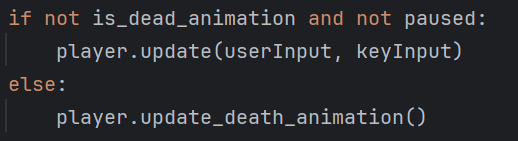 if not is_dead_animation and not paused:
    player.update(userInput, keyInput)
else:
    player.update_death_animation()